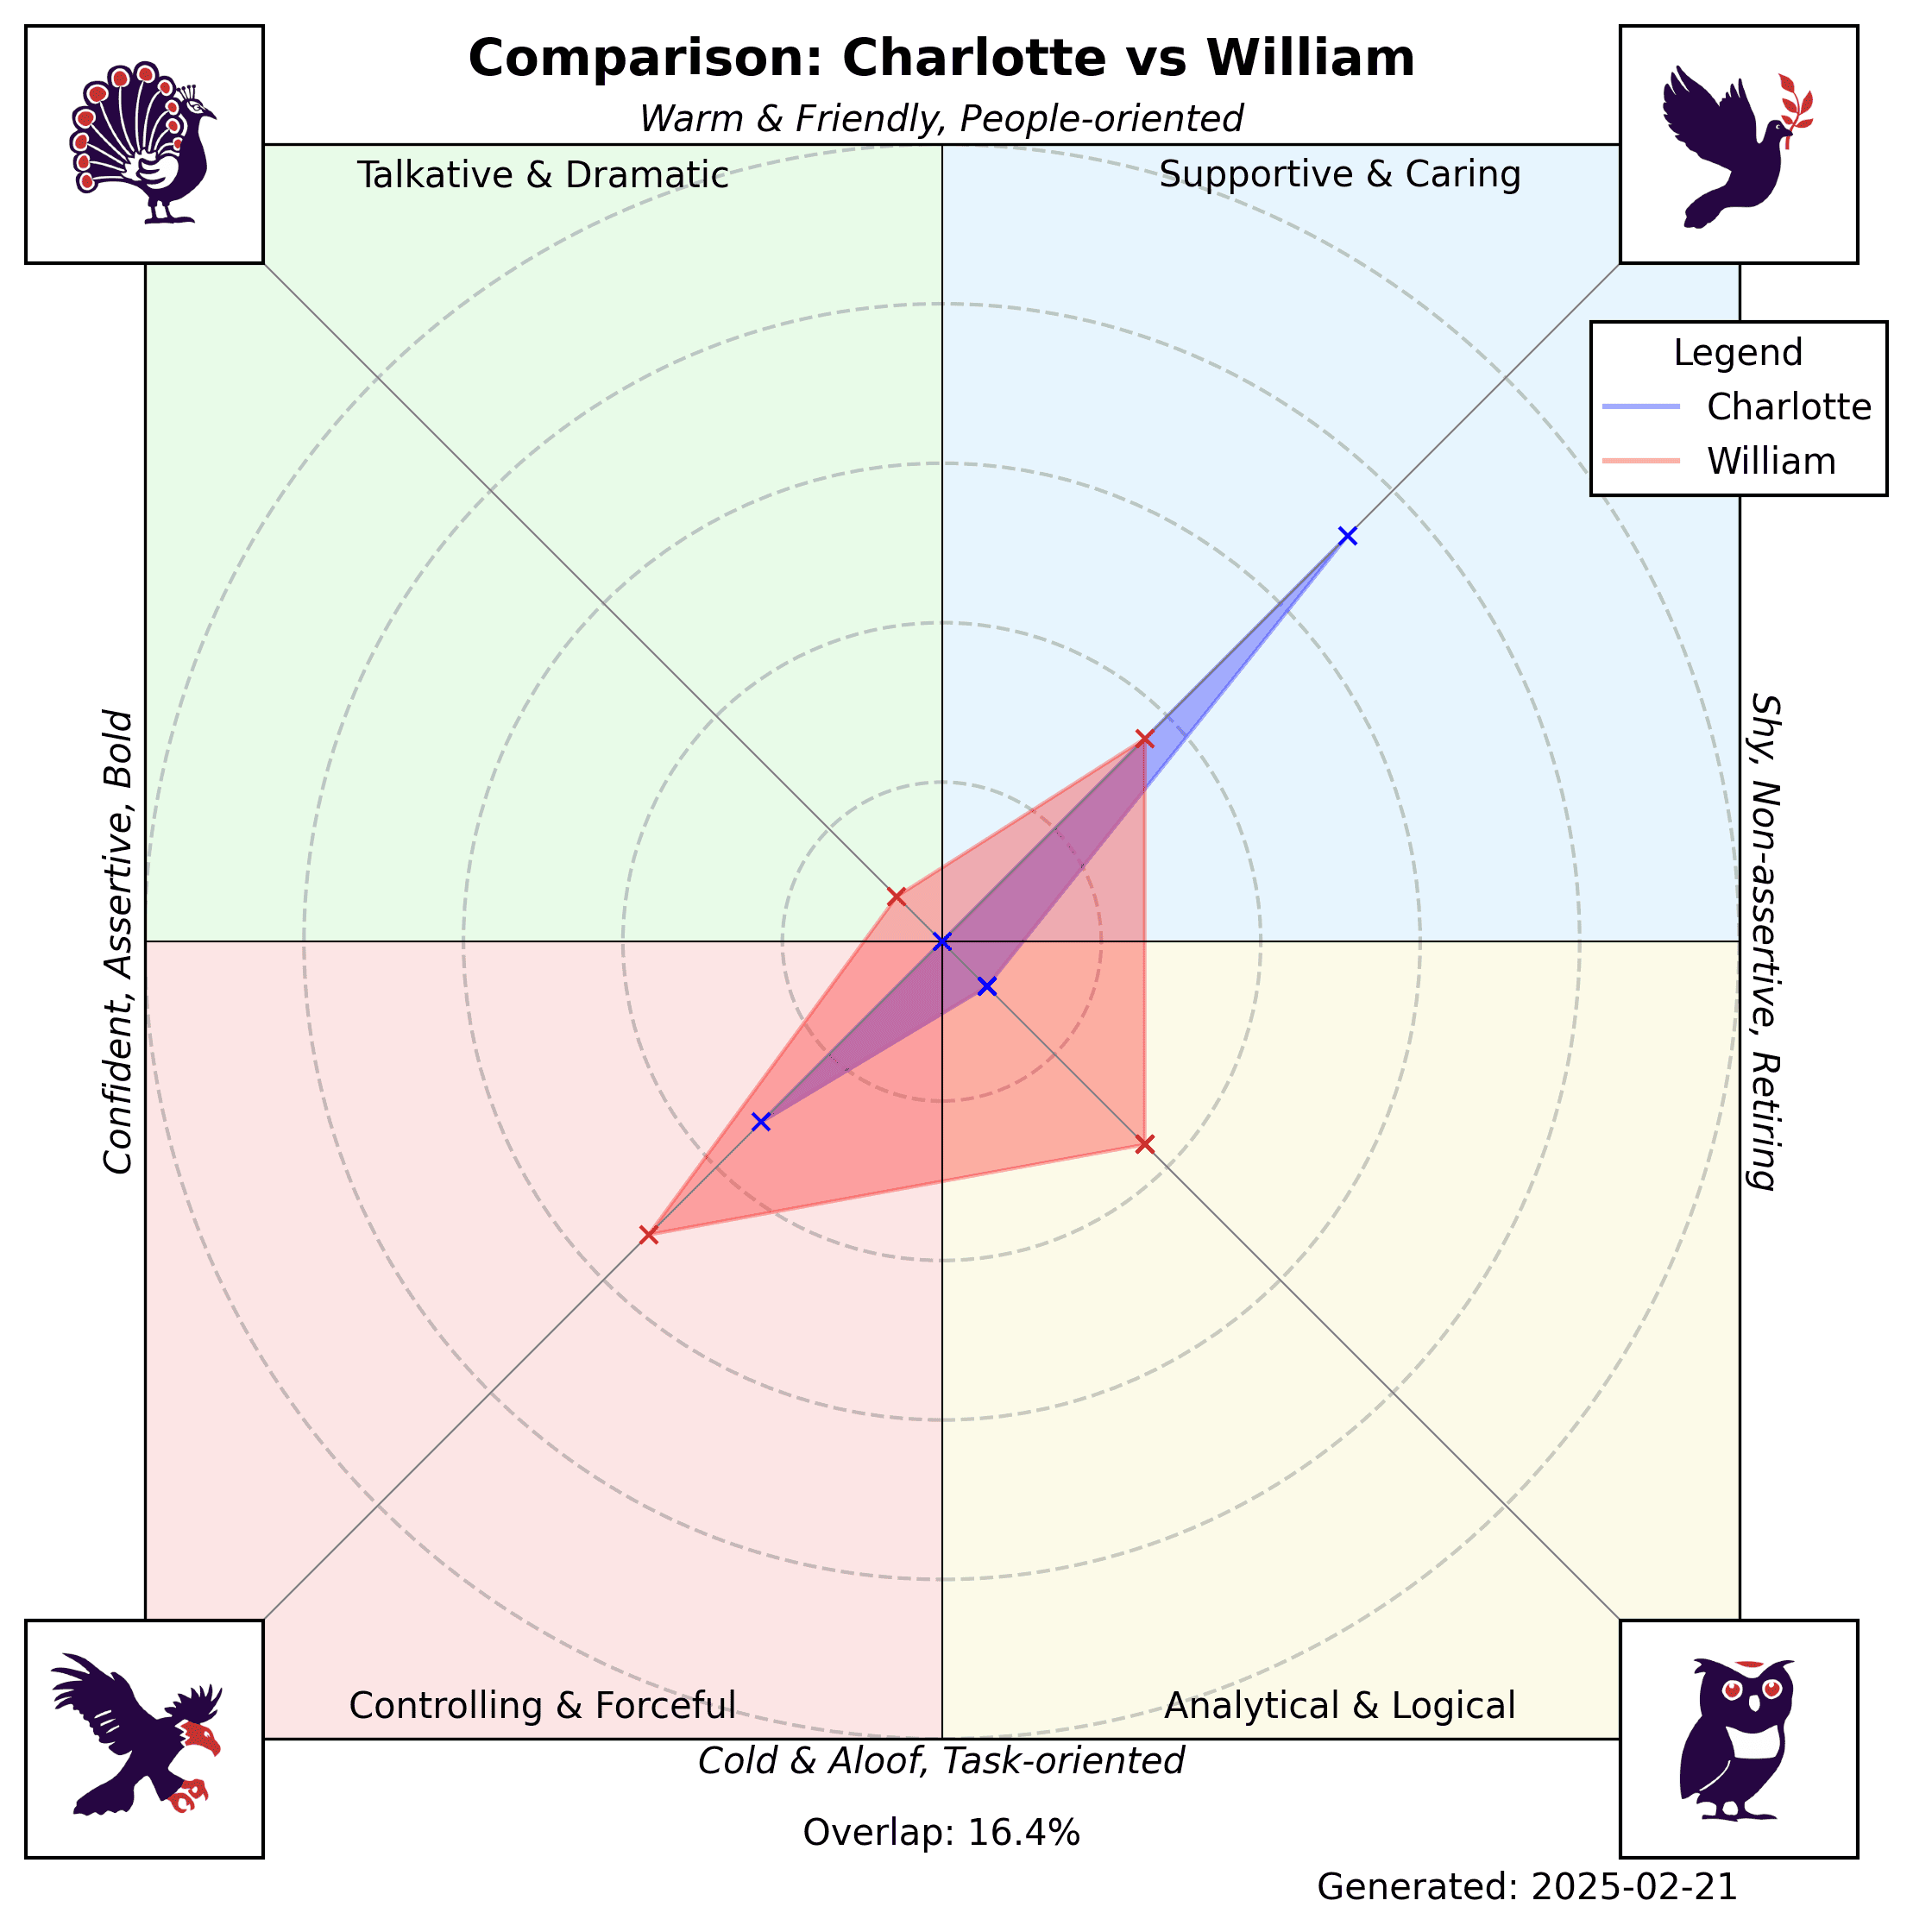 Comparison: Charlotte vs William
Warm & Friendly, People-oriented
Talkative & Dramatic
Supportive & Caring
Legend
Charlotte
William
Confident, Assertive, Bold
Shy, Non-assertive, Retiring
Controlling & Forceful
Analytical & Logical
Cold & Aloof, Task-oriented
Overlap: 16.4%
Generated: 2025-02-21